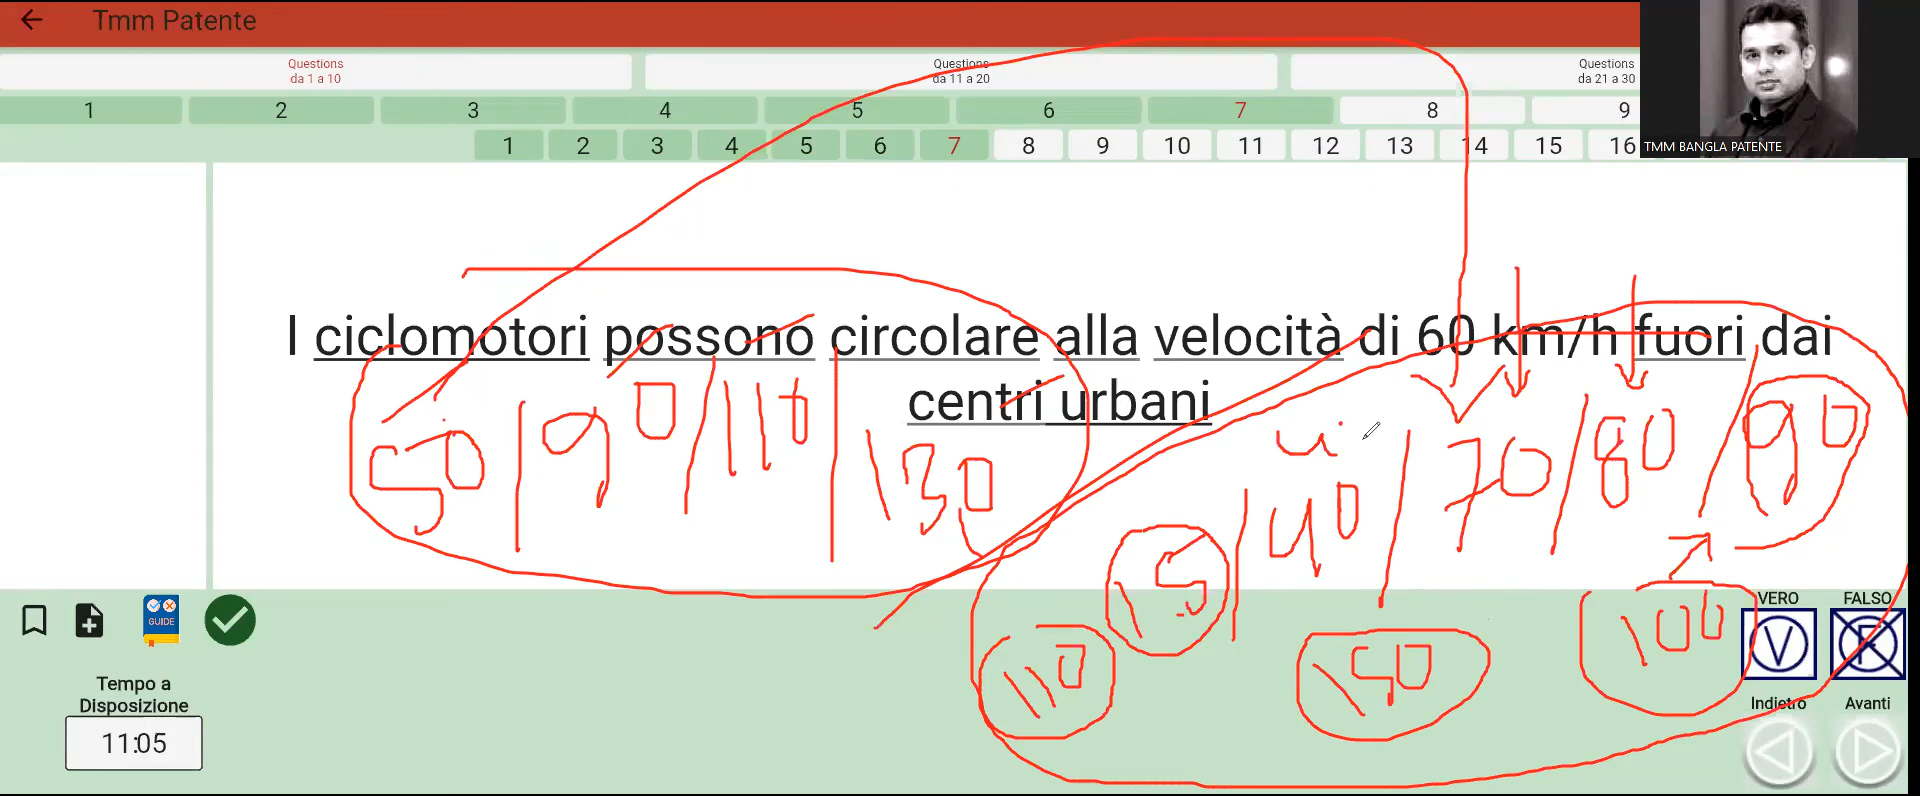 Tmm Patente
Questions
da 1 a 10
Questions
da 11 a 20
Questions
da 21 a 30
1 2 3 4 5 6 7 8 9
1 2 3 4 5 6 7 8 9 10 11 12 13 14 15 16
TMM BANGLA PATENTE
I ciclomotori possono circolare alla velocità di 60 km/h fuori dai
centri urbani
50 | 90 | 110 | 130
15 | 40 | 70 | 80 | 90
110 150 100
GUIDE
VERO FALSO
V F
Tempo a
Disposizione
11:05
Indietro Avanti